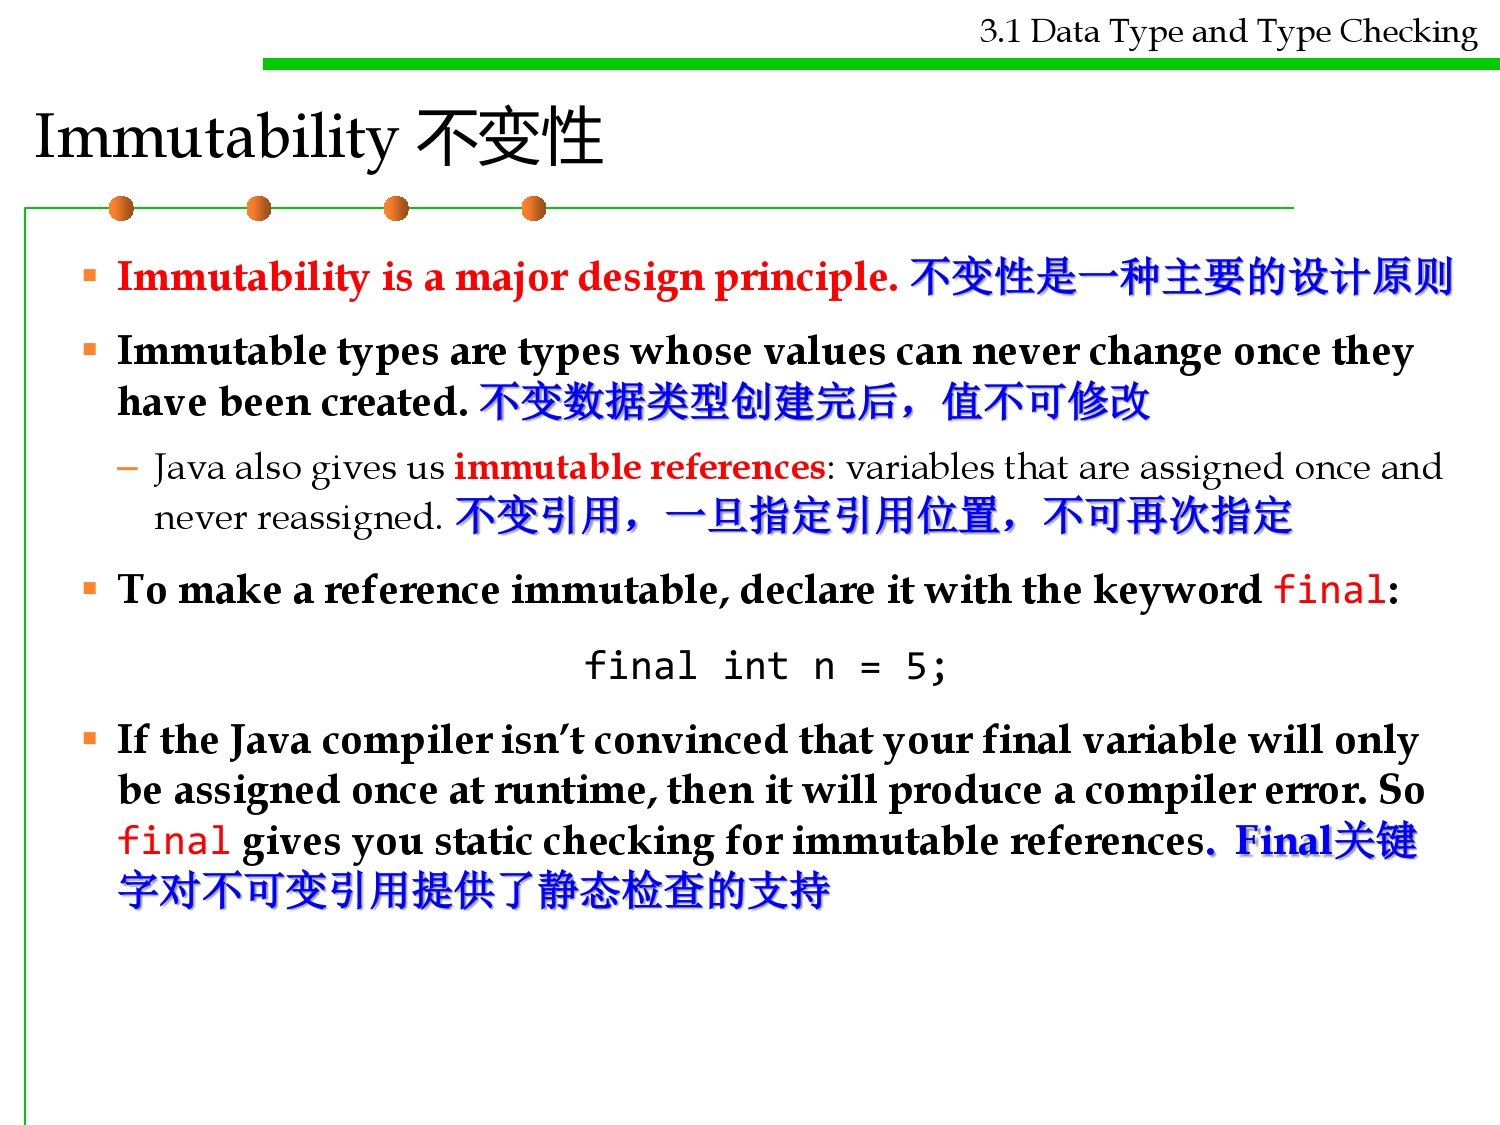 3.1 Data Type and Type Checking
Immutability 不变性
Immutability is a major design principle. 不变性是一种主要的设计原则
Immutable types are types whose values can never change once they
have been created. 不变数据类型创建完后，值不可修改
– Java also gives us immutable references: variables that are assigned once and
never reassigned. 不变引用，一旦指定引用位置，不可再次指定
To make a reference immutable, declare it with the keyword final:
final int n = 5;
If the Java compiler isn’t convinced that your final variable will only
be assigned once at runtime, then it will produce a compiler error. So
final gives you static checking for immutable references. Final关键
字对不可变引用提供了静态检查的支持